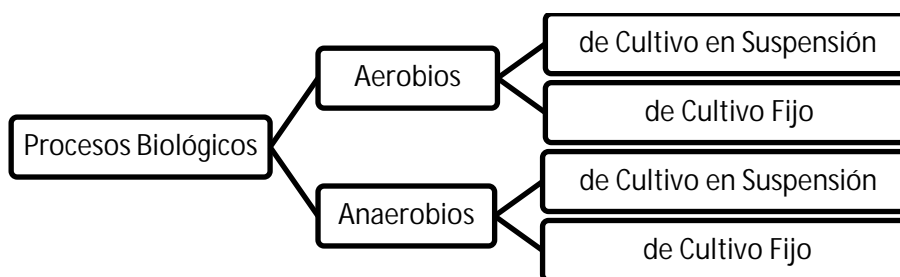 Procesos Biológicos
Aerobios
de Cultivo en Suspensión
de Cultivo Fijo
Anaerobios
de Cultivo en Suspensión
de Cultivo Fijo